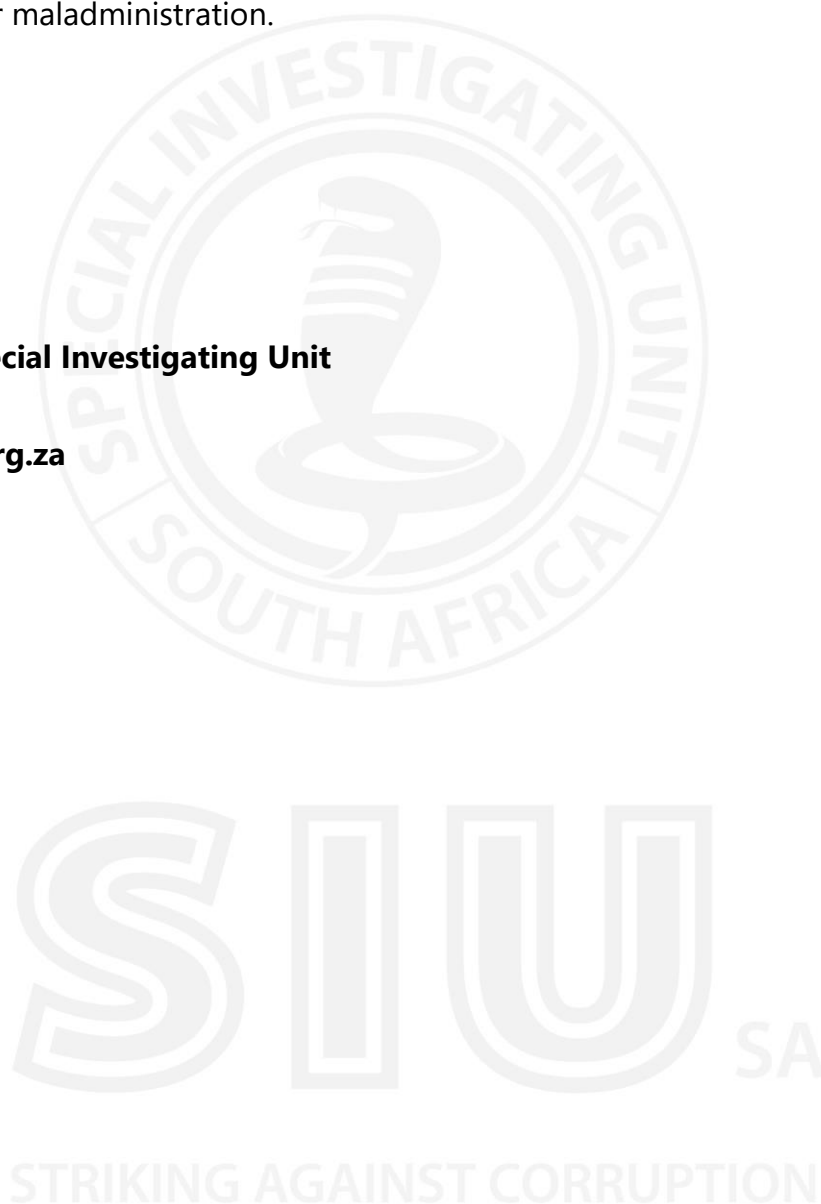 r maladministration.
SPECIAL INVESTIGATING UNIT
SOUTH AFRICA
cial Investigating Unit
rg.za
SIU
SA
STRIKING AGAINST CORRUPTION